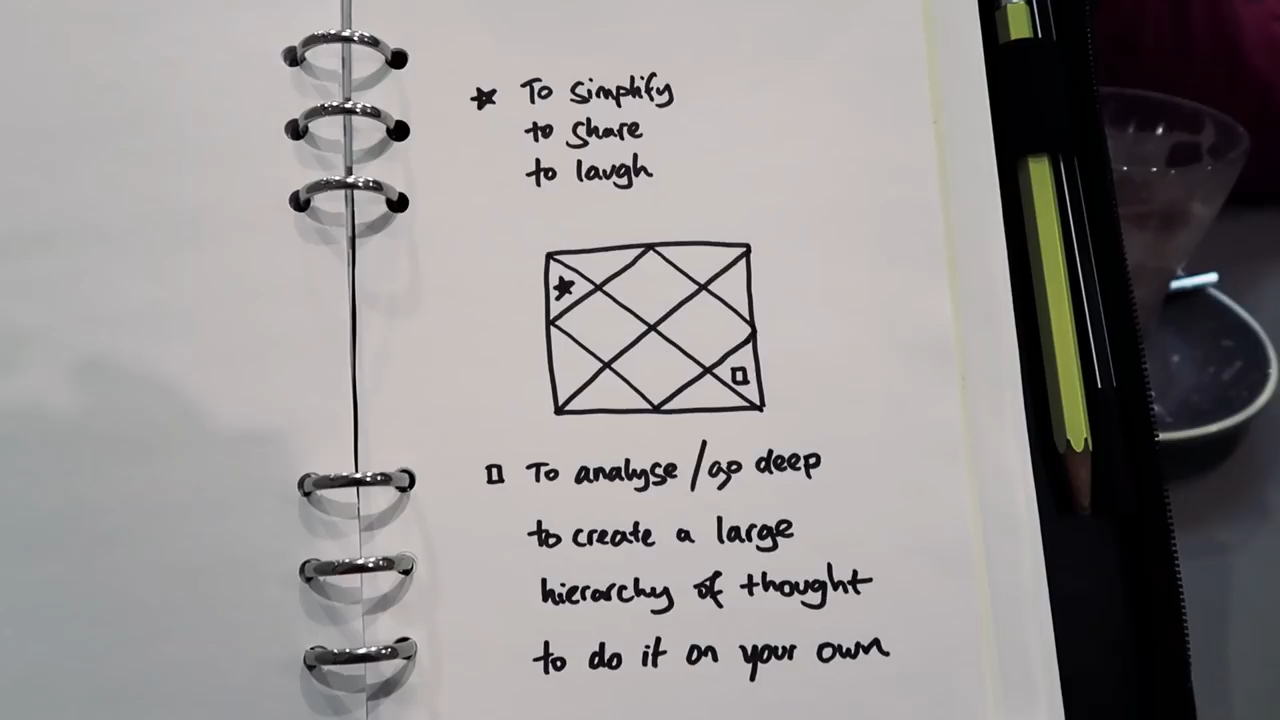 To simplify
to share
to laugh
To analyse / go deep
to create a large
hierarchy of thought
to do it on your own